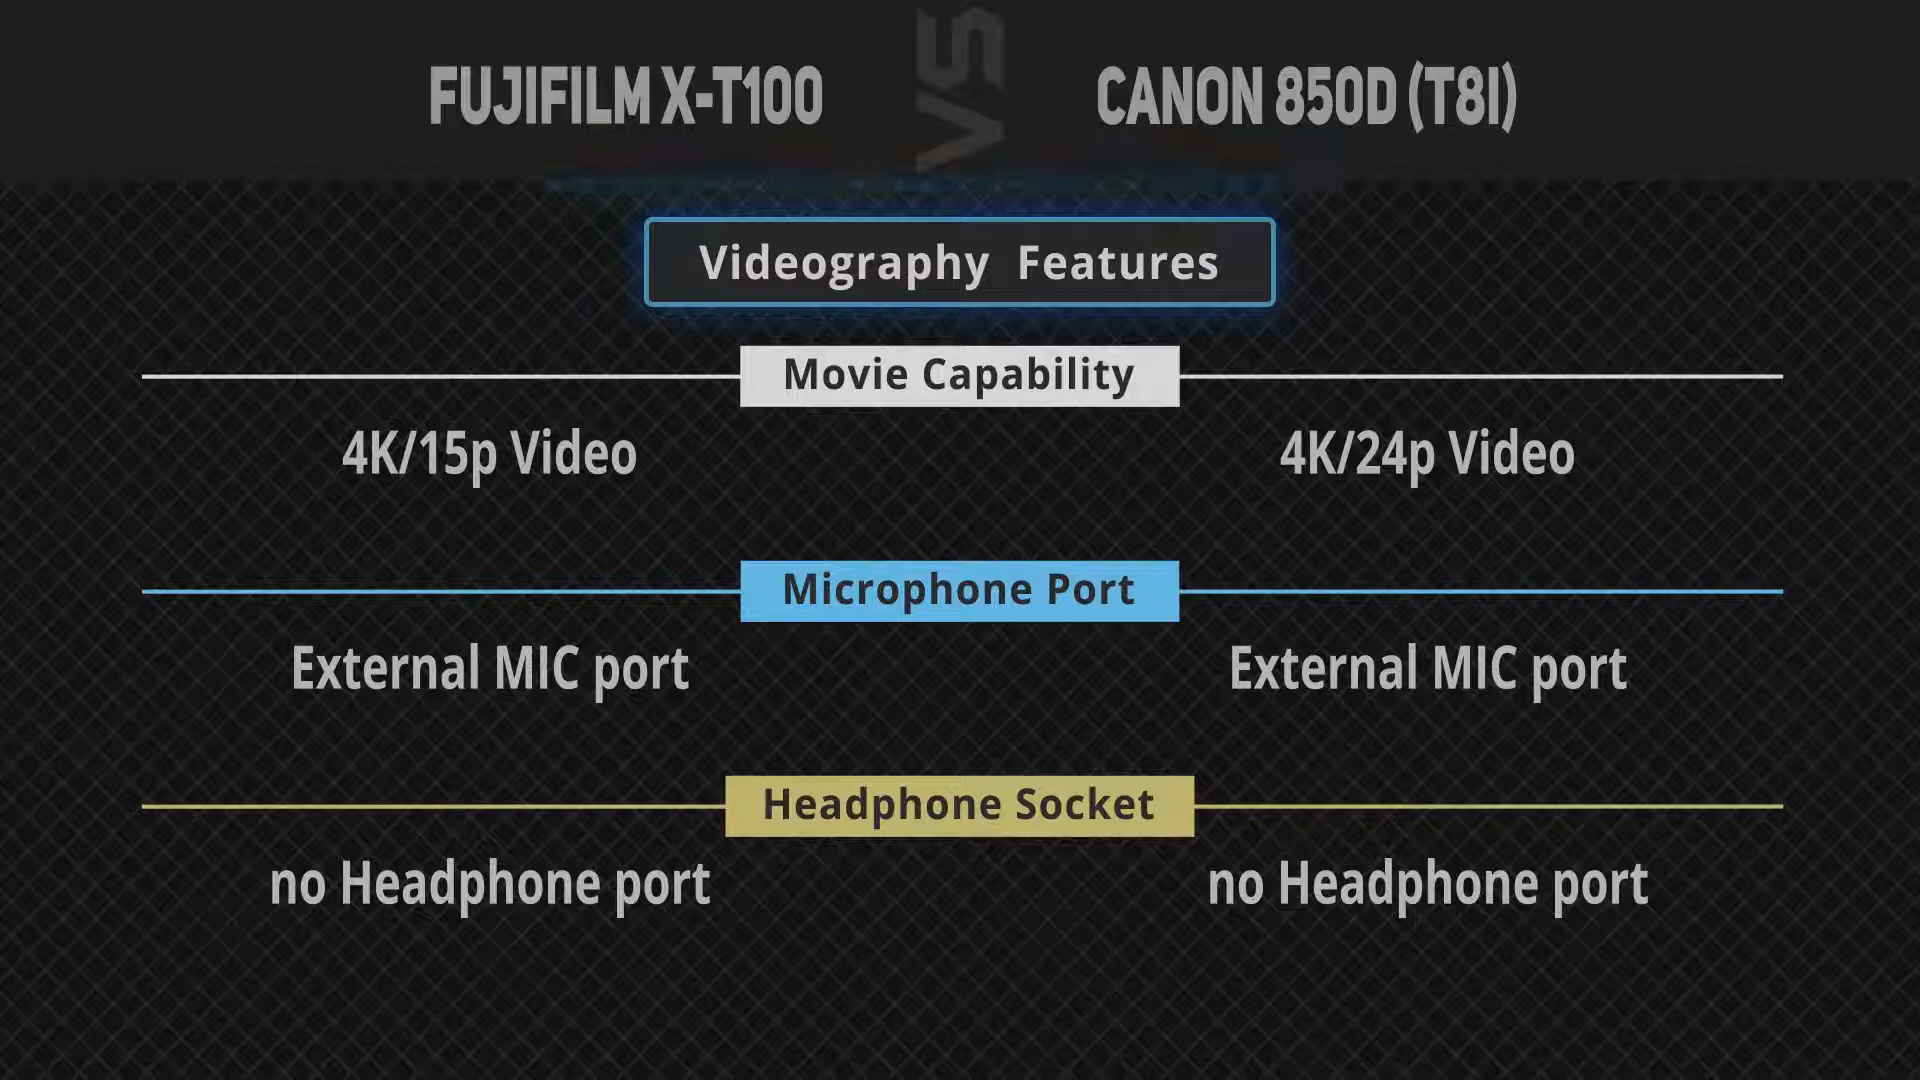 FUJIFILM X-T100
VS
CANON 850D (T8I)
Videography Features
Movie Capability
4K/15p Video
4K/24p Video
Microphone Port
External MIC port
External MIC port
Headphone Socket
no Headphone port
no Headphone port